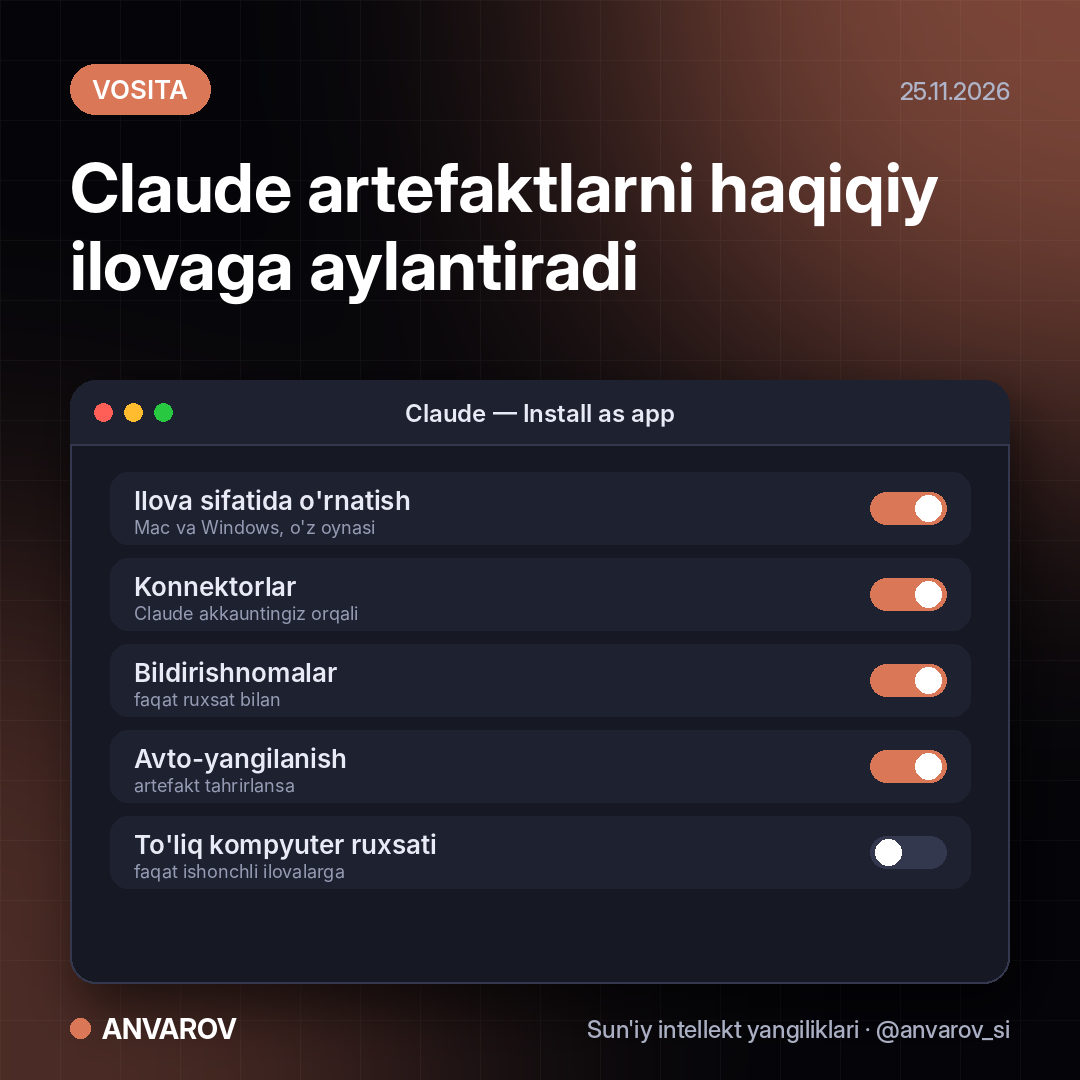 VOSITA
25.11.2026
Claude artefaktlarni haqiqiy
ilovaga aylantiradi
Claude — Install as app
Ilova sifatida o'rnatish
Mac va Windows, o'z oynasi
Konnektorlar
Claude akkauntingiz orqali
Bildirishnomalar
faqat ruxsat bilan
Avto-yangilanish
artefakt tahrirlansa
To'liq kompyuter ruxsati
faqat ishonchli ilovalarga
ANVAROV
Sun'iy intellekt yangiliklari · @anvarov_si